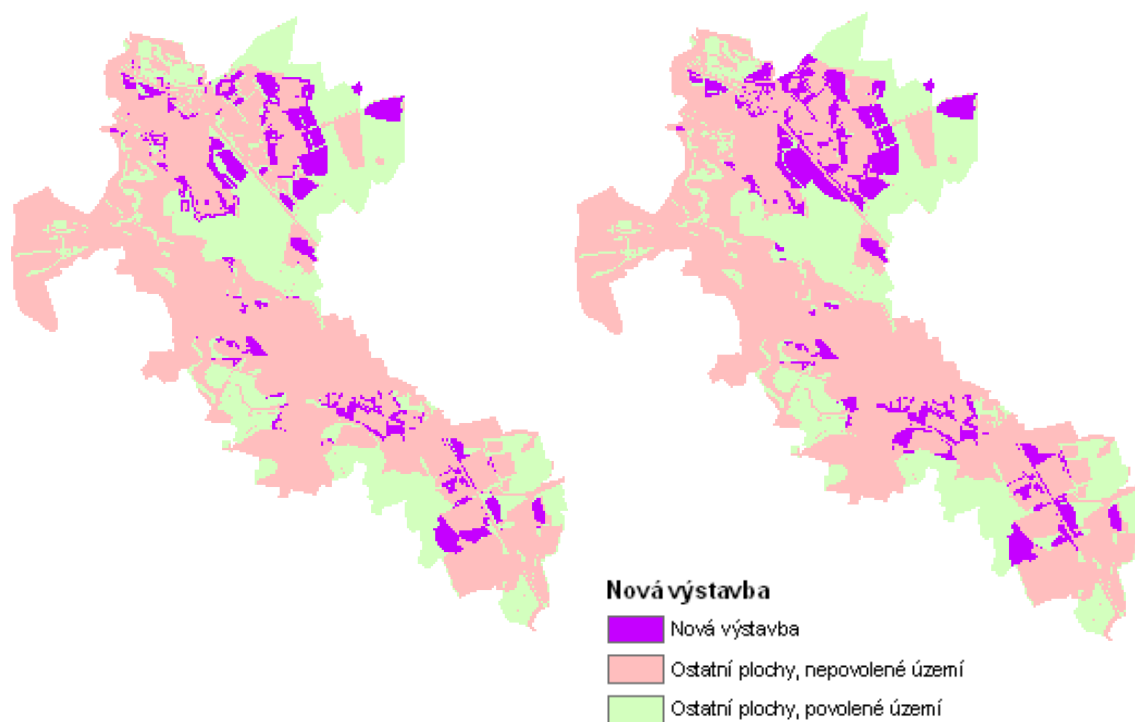 Nová výstavba
Nová výstavba
Ostatní plochy, nepovolené území
Ostatní plochy, povolené území